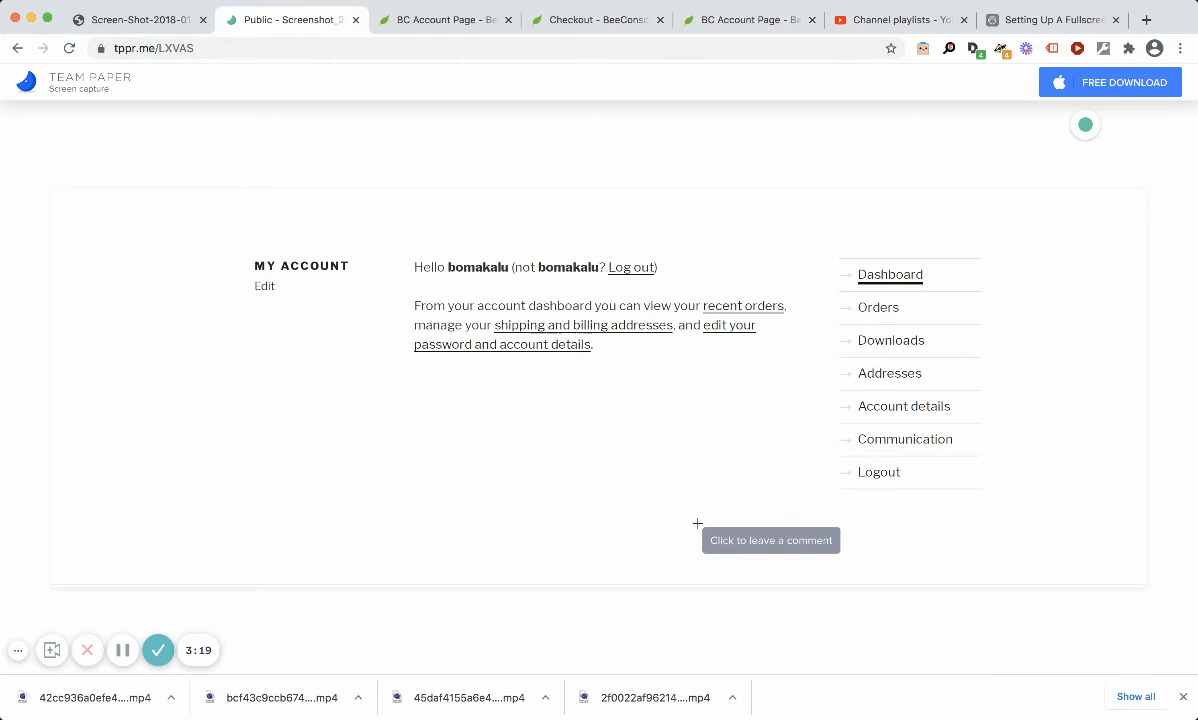 Screen-Shot-2018-01
Public - Screenshot_2
BC Account Page - Be
Checkout - BeeConsc
BC Account Page - Be
Channel playlists - Yo
Setting Up A Fullscree
tppr.me/LXVAS
TEAM PAPER
Screen capture
FREE DOWNLOAD
MY ACCOUNT
Edit
Hello bomakalu (not bomakalu? Log out)
From your account dashboard you can view your recent orders,
manage your shipping and billing addresses, and edit your
password and account details.
Dashboard
Orders
Downloads
Addresses
Account details
Communication
Logout
Click to leave a comment
3:19
42cc936a0efe4....mp4
bcf43c9ccb674....mp4
45daf4155a6e4....mp4
2f0022af96214....mp4
Show all